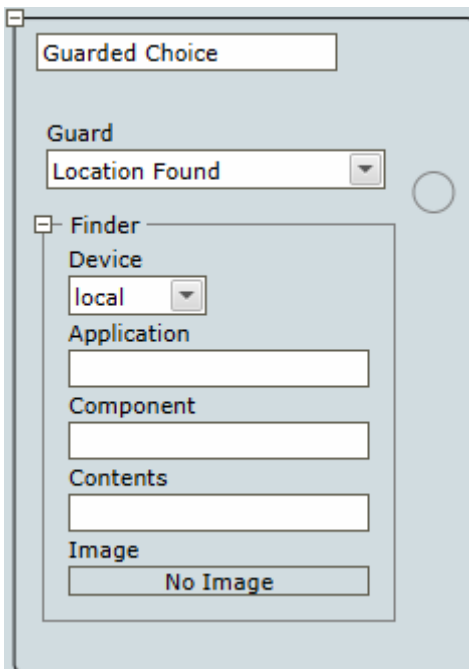 Guarded Choice
Guard
Location Found
Finder
Device
local
Application
Component
Contents
Image
No Image